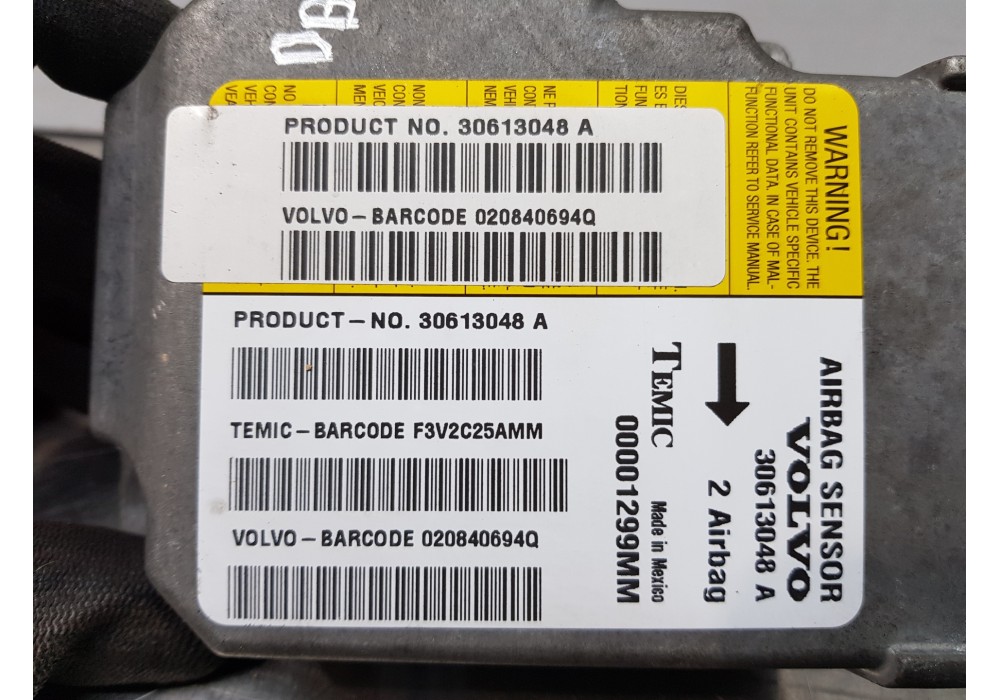 PRODUCT NO. 30613048 A
VOLVO-BARCODE 020840694Q
PRODUCT-NO. 30613048 A
TEMIC-BARCODE F3V2C25AMM
VOLVO-BARCODE 020840694Q
WARNING!
DO NOT REMOVE THIS DEVICE. THE
UNIT CONTAINS VEHICLE SPECIFIC
FUNCTIONAL DATA. IN CASE OF MAL-
FUNCTION REFER TO SERVICE MANUAL.
AIRBAG SENSOR
VOLVO
30613048 A
2 Airbag
TEMIC
Made in Mexico
00001299MM